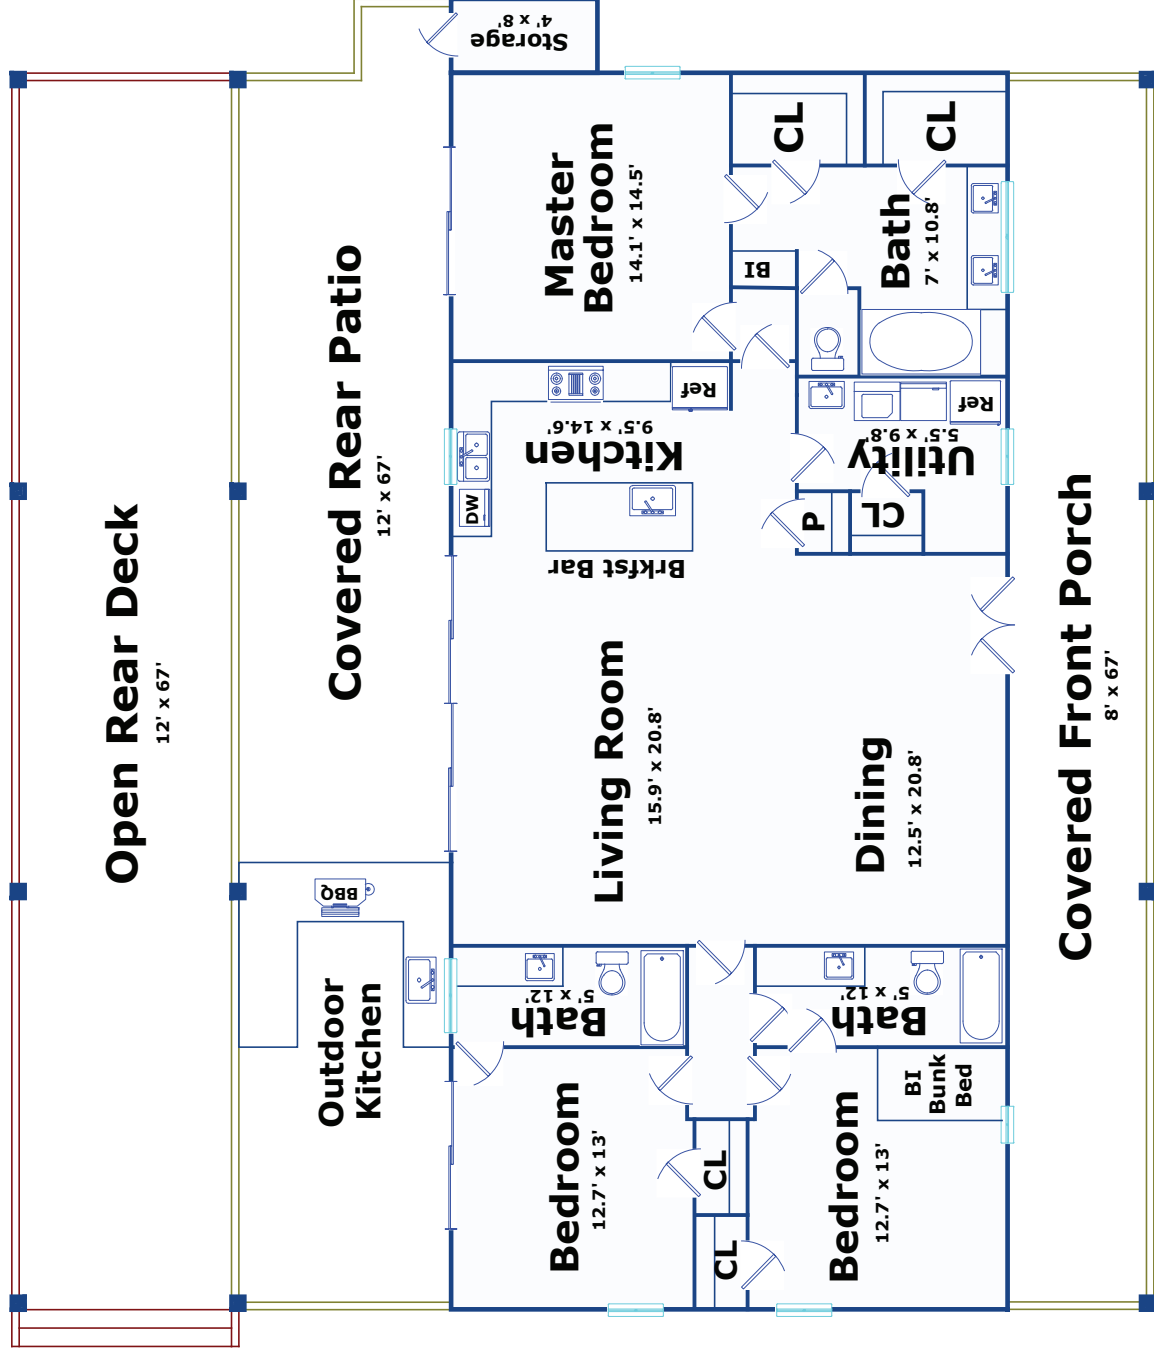 Storage
4' x 8'
CL
CL
Master
Bedroom
14.1' x 14.5'
Bath
7' x 10.8'
BI
Covered Rear Patio
12' x 67'
Ref
Kitchen
9.5' x 14.6'
Ref
Utility
5.5' x 9.8'
DW
P
CL
Brkfst Bar
Open Rear Deck
12' x 67'
Covered Front Porch
8' x 67'
Living Room
15.9' x 20.8'
Dining
12.5' x 20.8'
BBQ
Outdoor
Kitchen
Bath
5' x 12'
Bath
5' x 12'
BI
Bunk
Bed
Bedroom
12.7' x 13'
CL
CL
Bedroom
12.7' x 13'